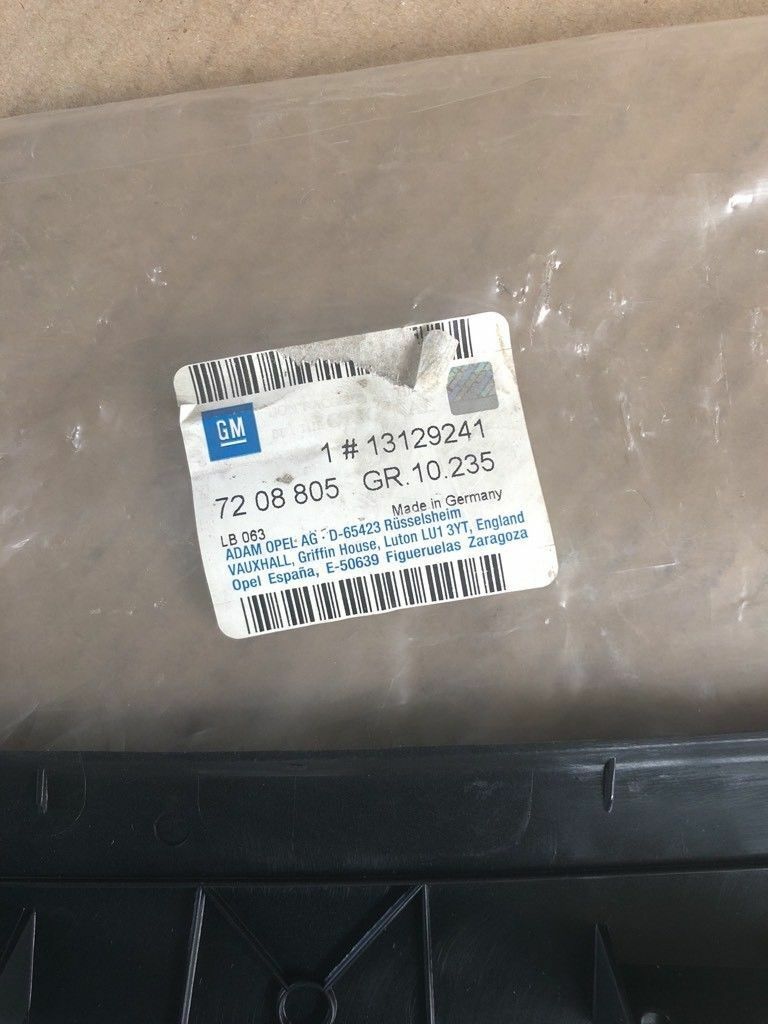 GM
1 # 13129241
72 08 805 GR.10.235
Made in Germany
LB 063
ADAM OPEL AG · D-65423 Rüsselsheim
VAUXHALL, Griffin House, Luton LU1 3YT, England
Opel España, E-50639 Figueruelas Zaragoza